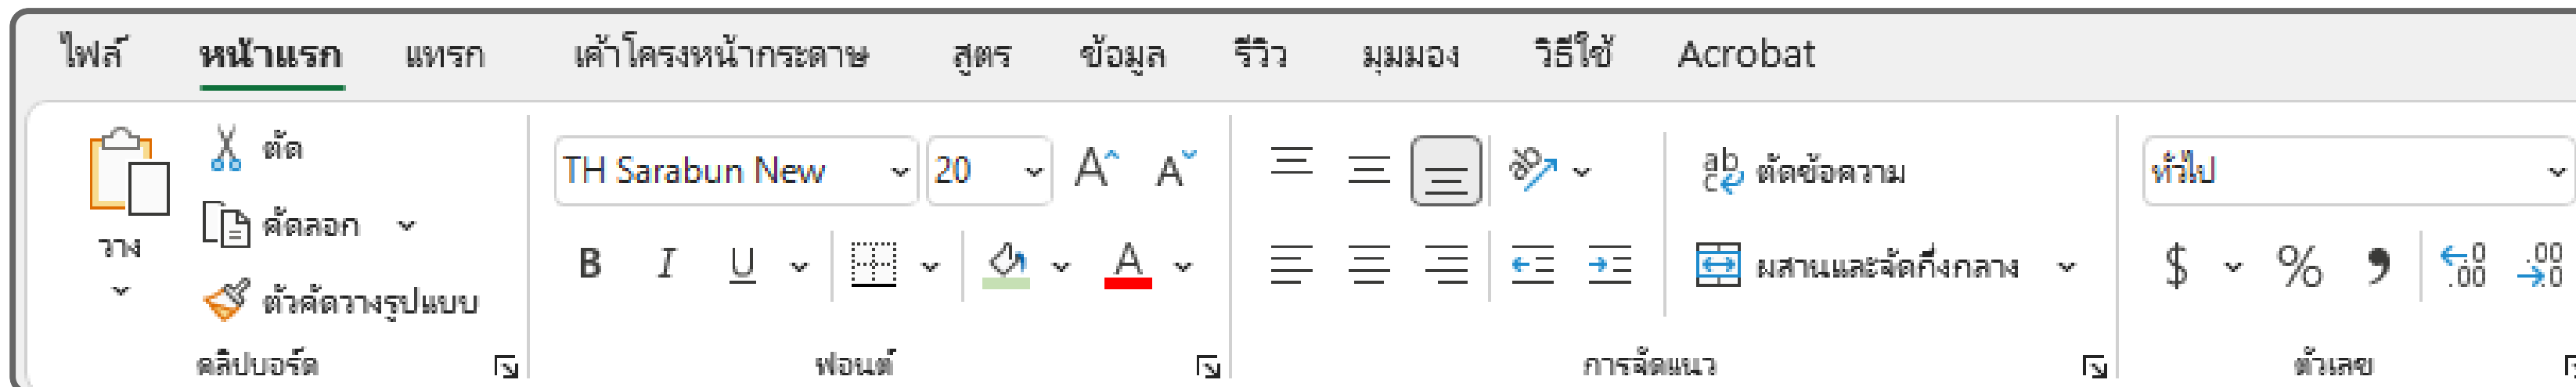 ไฟล์ หน้าแรก แทรก เค้าโครงหน้ากระดาษ สูตร ข้อมูล รีวิว มุมมอง วิธีใช้ Acrobat
วาง
ตัด
คัดลอก
ตัวคัดวางรูปแบบ
คลิปบอร์ด
TH Sarabun New 20 A A
B I U A
ฟอนต์
ab
ab c ตัดข้อความ
ผสานและจัดกึ่งกลาง
การจัดแนว
ทั่วไป
$ % , .0 .00 .00 .0
ตัวเลข